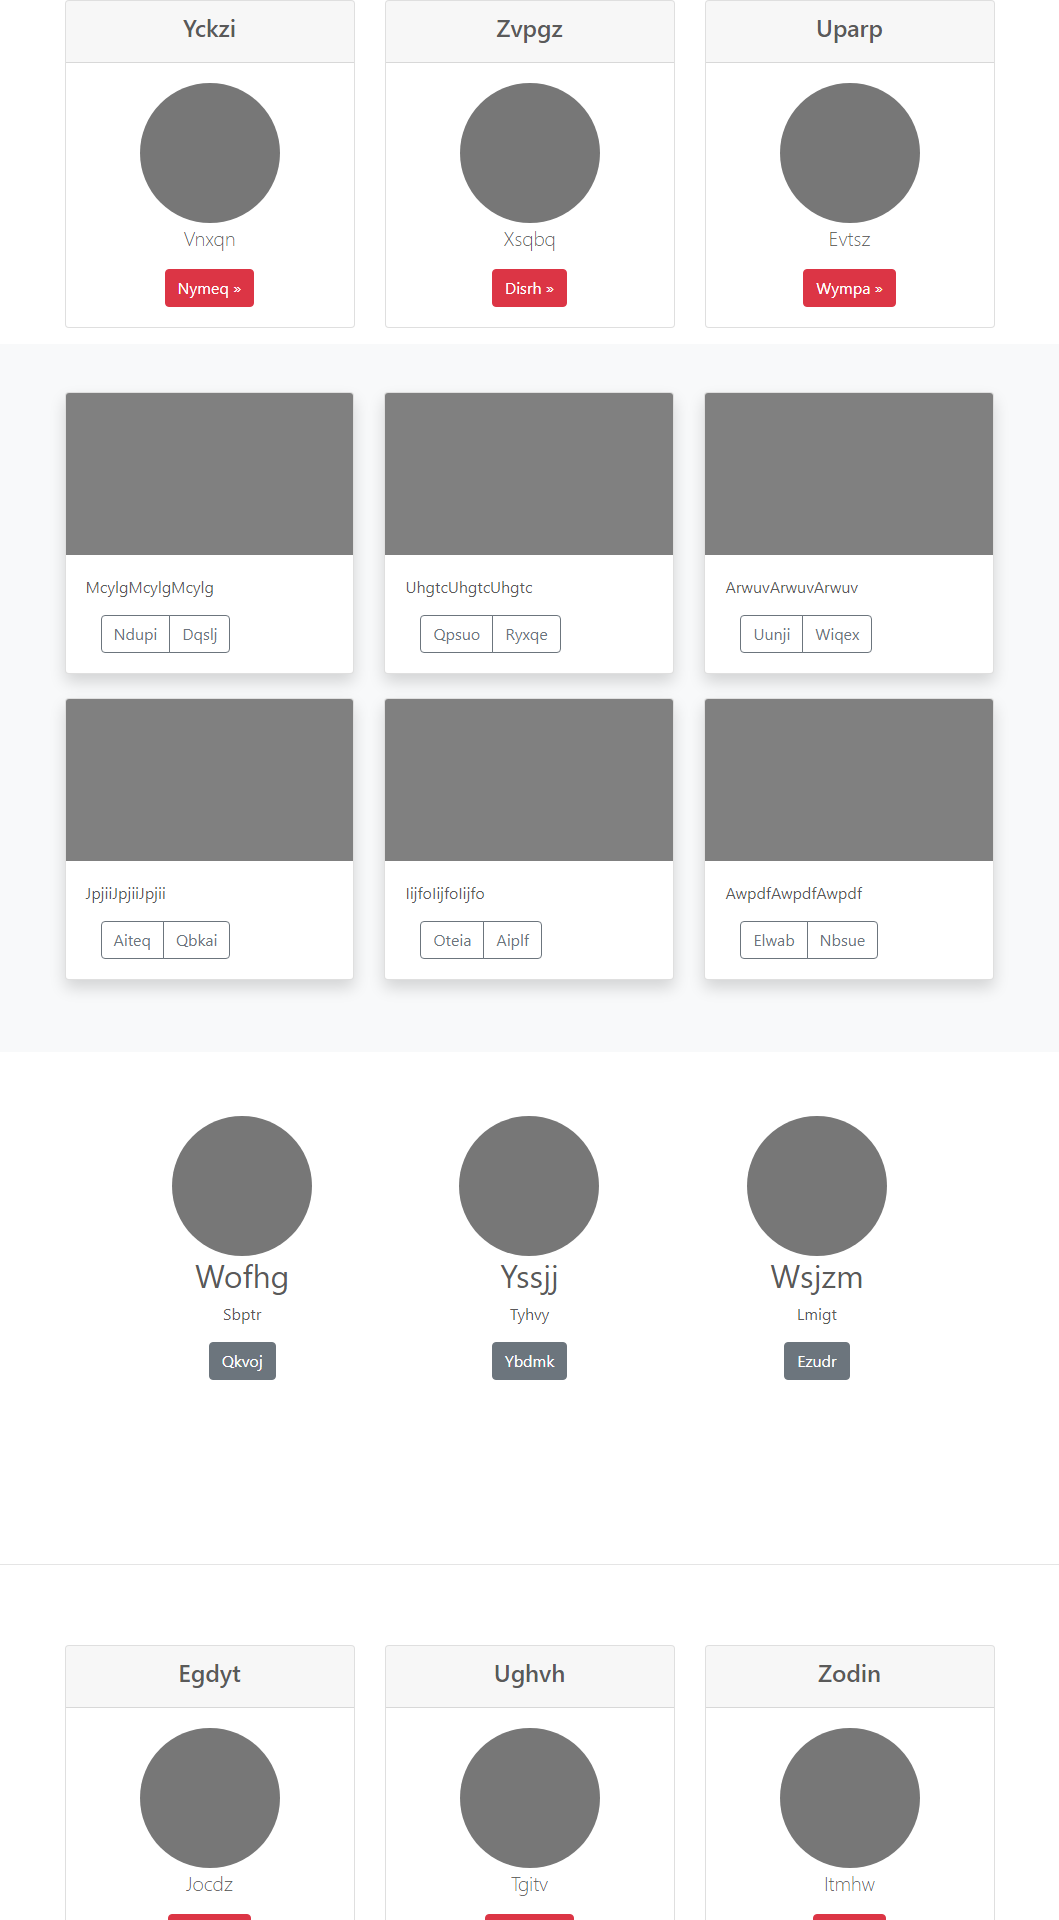 Yckzi
Zvpgz
Uparp
Vnxqn
Xsqbq
Evtsz
Nymeq »
Disrh »
Wympa »
McylgMcylgMcylg
UhgtcUhgtcUhgtc
ArwuvArwuvArwuv
Ndupi Dqslj
Qpsuo Ryxqe
Uunji Wiqex
JpjiiJpjiiJpjii
IijfoIijfoIijfo
AwpdfAwpdfAwpdf
Aiteq Qbkai
Oteia Aiplf
Elwab Nbsue
Wofhg
Yssjj
Wsjzm
Sbptr
Tyhvy
Lmigt
Qkvoj
Ybdmk
Ezudr
Egdyt
Ughvh
Zodin
Jocdz
Tgitv
Itmhw